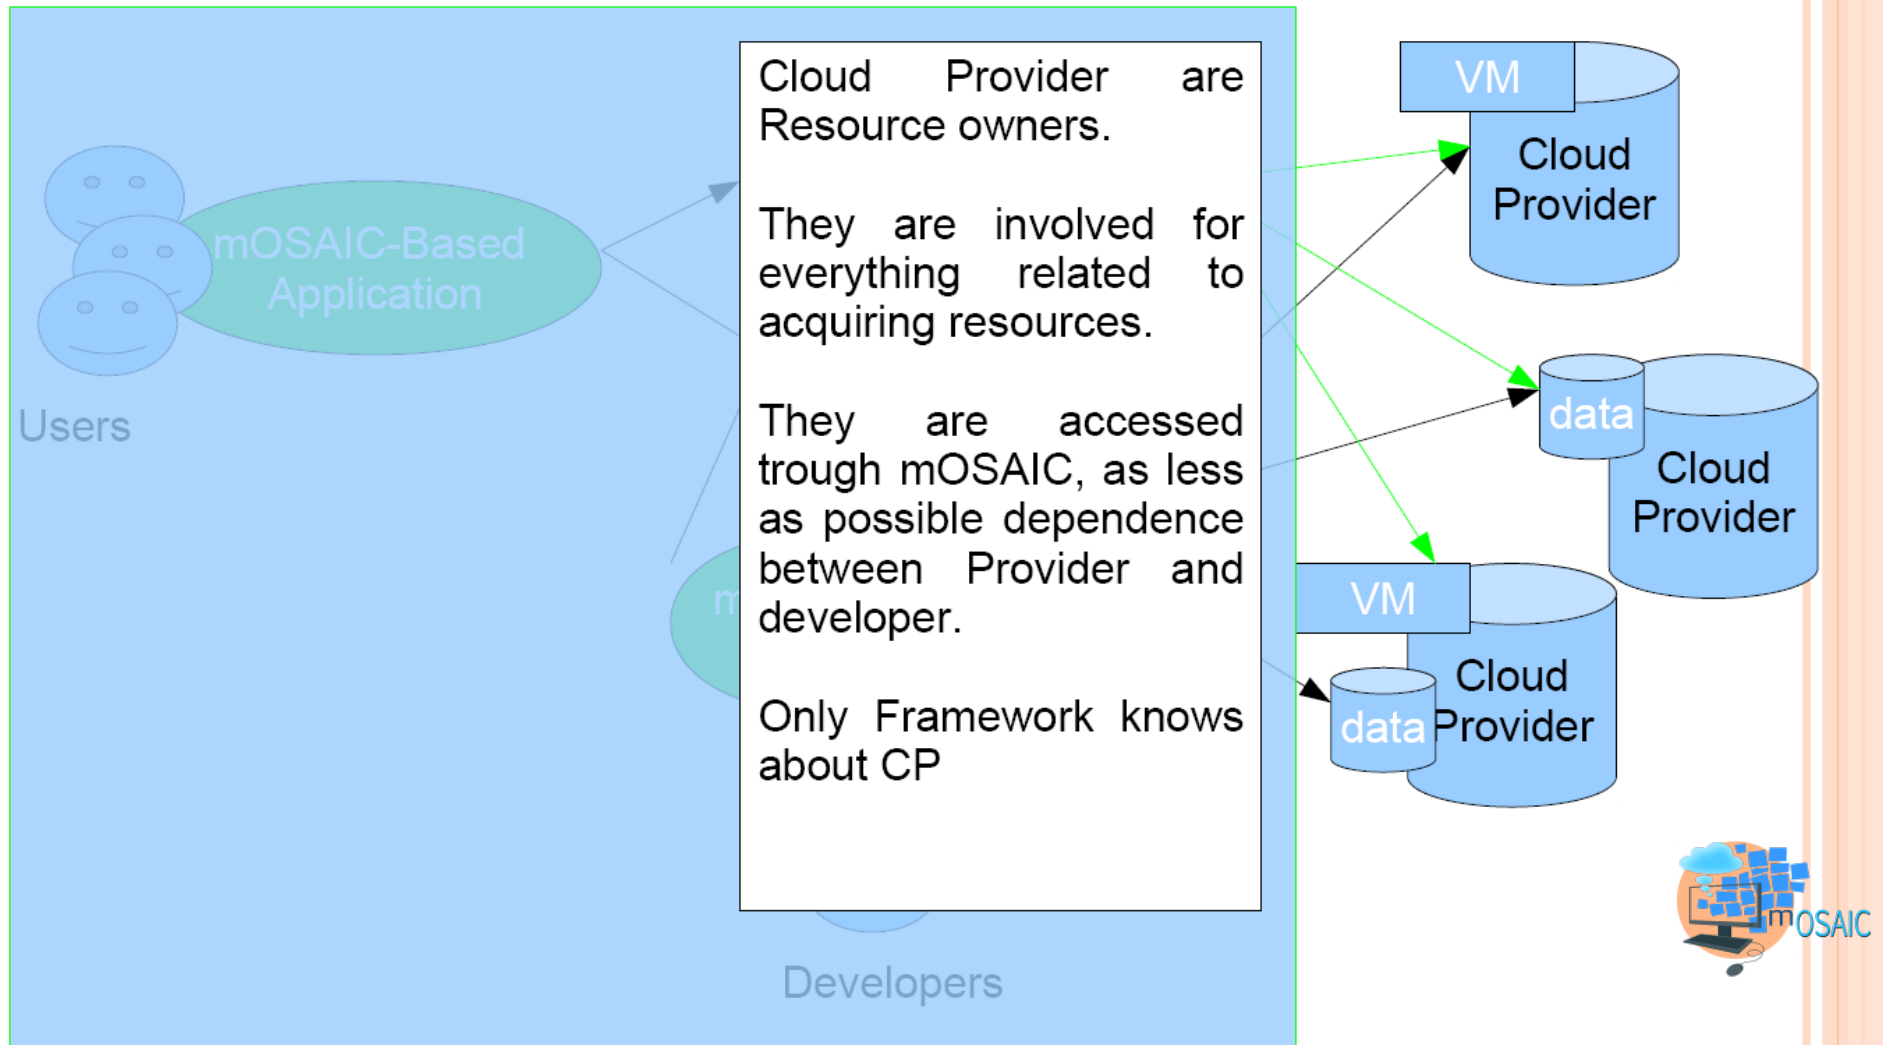 mOSAIC-Based
Application
Users
Cloud Provider are
Resource owners.
They are involved for
everything related to
acquiring resources.
They are accessed
trough mOSAIC, as less
as possible dependence
between Provider and
developer.
Only Framework knows
about CP
Developers
VM
Cloud
Provider
data
Cloud
Provider
VM
Cloud
Provider
data
mOSAIC